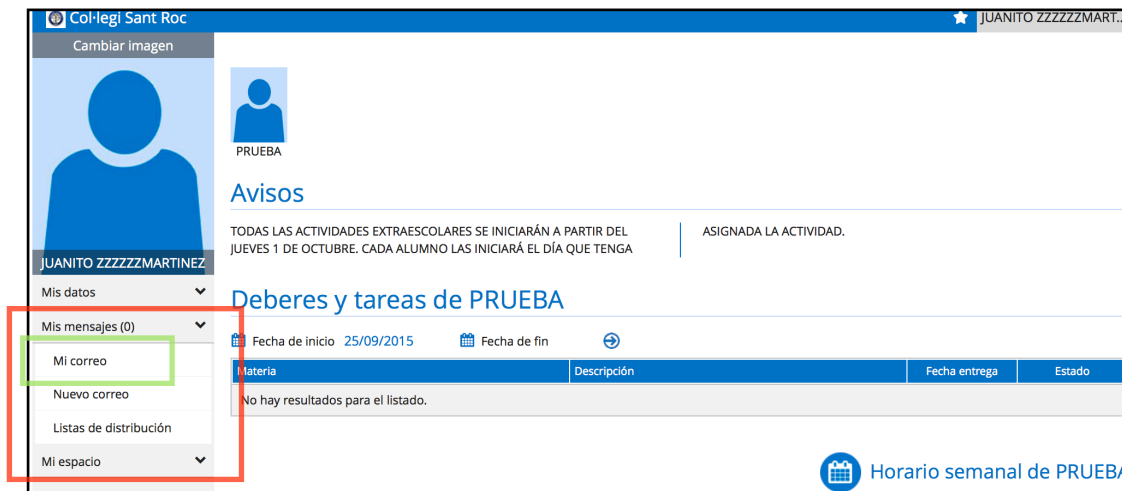 Col·legi Sant Roc
JUANITO ZZZZZZMART...
Cambiar imagen
JUANITO ZZZZZZMARTINEZ
Mis datos
Mis mensajes (0)
Mi correo
Nuevo correo
Listas de distribución
Mi espacio
PRUEBA
Avisos
TODAS LAS ACTIVIDADES EXTRAESCOLARES SE INICIARÁN A PARTIR DEL
JUEVES 1 DE OCTUBRE. CADA ALUMNO LAS INICIARÁ EL DÍA QUE TENGA
ASIGNADA LA ACTIVIDAD.
Deberes y tareas de PRUEBA
Fecha de inicio 25/09/2015 Fecha de fin
Materia Descripción Fecha entrega Estado
No hay resultados para el listado.
Horario semanal de PRUEBA